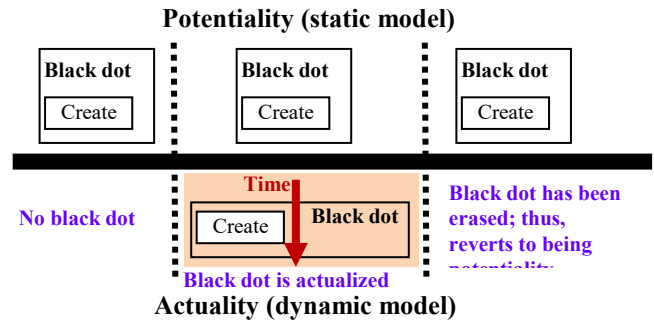 Potentiality (static model)
Black dot
Create
Black dot
Create
Black dot
Create
No black dot
Time
Create
Black dot
Black dot is actualized
Black dot has been
erased; thus,
reverts to being
potentiality
Actuality (dynamic model)